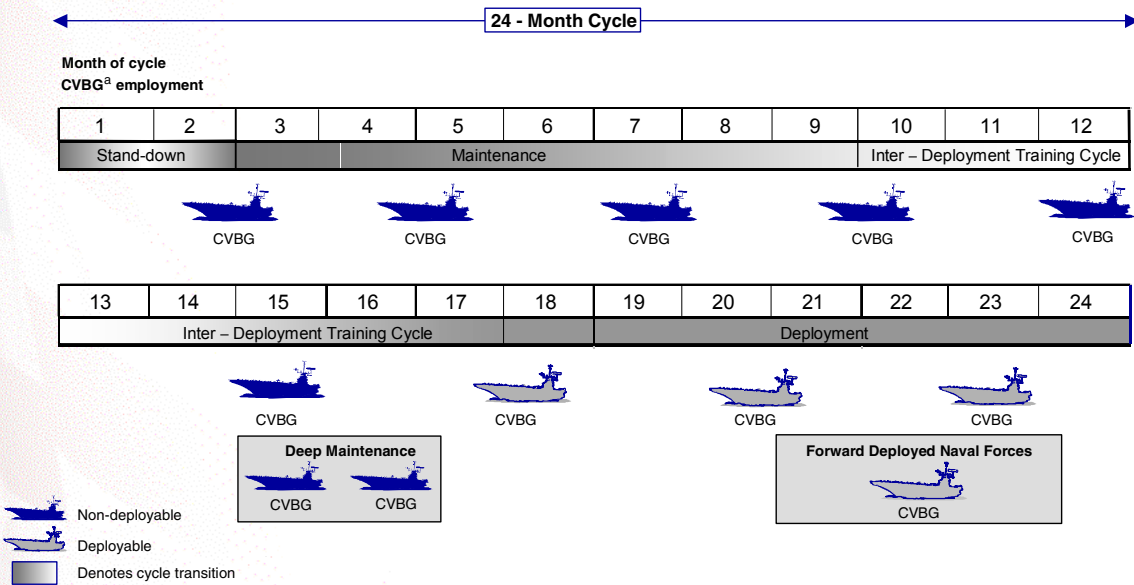 24 - Month Cycle
Month of cycle
CVBGa employment
1 2 3 4 5 6 7 8 9 10 11 12
Stand-down Maintenance Inter – Deployment Training Cycle
CVBG CVBG CVBG CVBG CVBG
13 14 15 16 17 18 19 20 21 22 23 24
Inter – Deployment Training Cycle Deployment
CVBG CVBG CVBG CVBG
Deep Maintenance Forward Deployed Naval Forces
CVBG CVBG CVBG
Non-deployable
Deployable
Denotes cycle transition